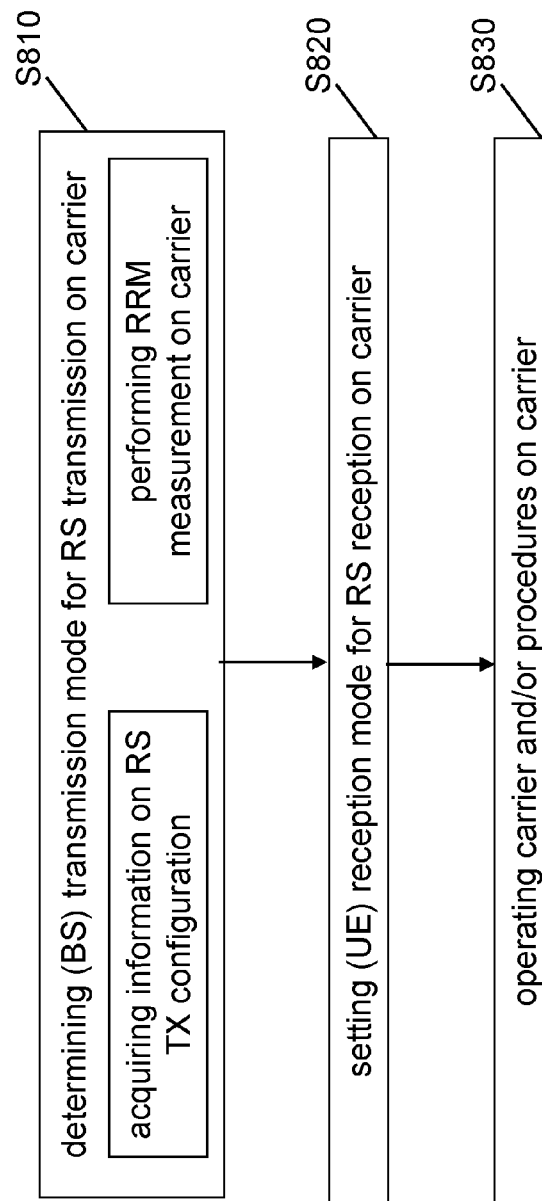 S810
determining (BS) transmission mode for RS transmission on carrier
acquiring information on RS
TX configuration
performing RRM
measurement on carrier
S820
setting (UE) reception mode for RS reception on carrier
S830
operating carrier and/or procedures on carrier